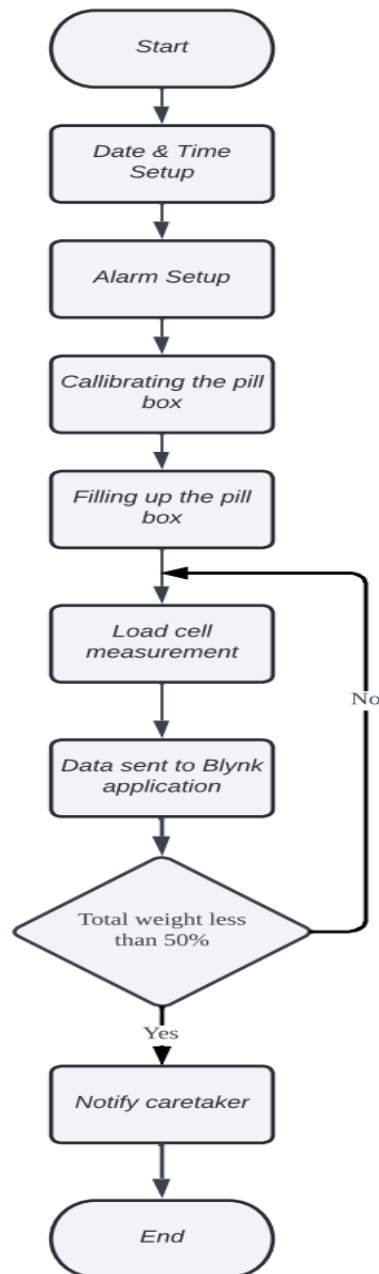 Start
Date & Time
Setup
Alarm Setup
Callibrating the pill
box
Filling up the pill
box
Load cell
measurement
No
Data sent to Blynk
application
Total weight less
than 50%
Yes
Notify caretaker
End